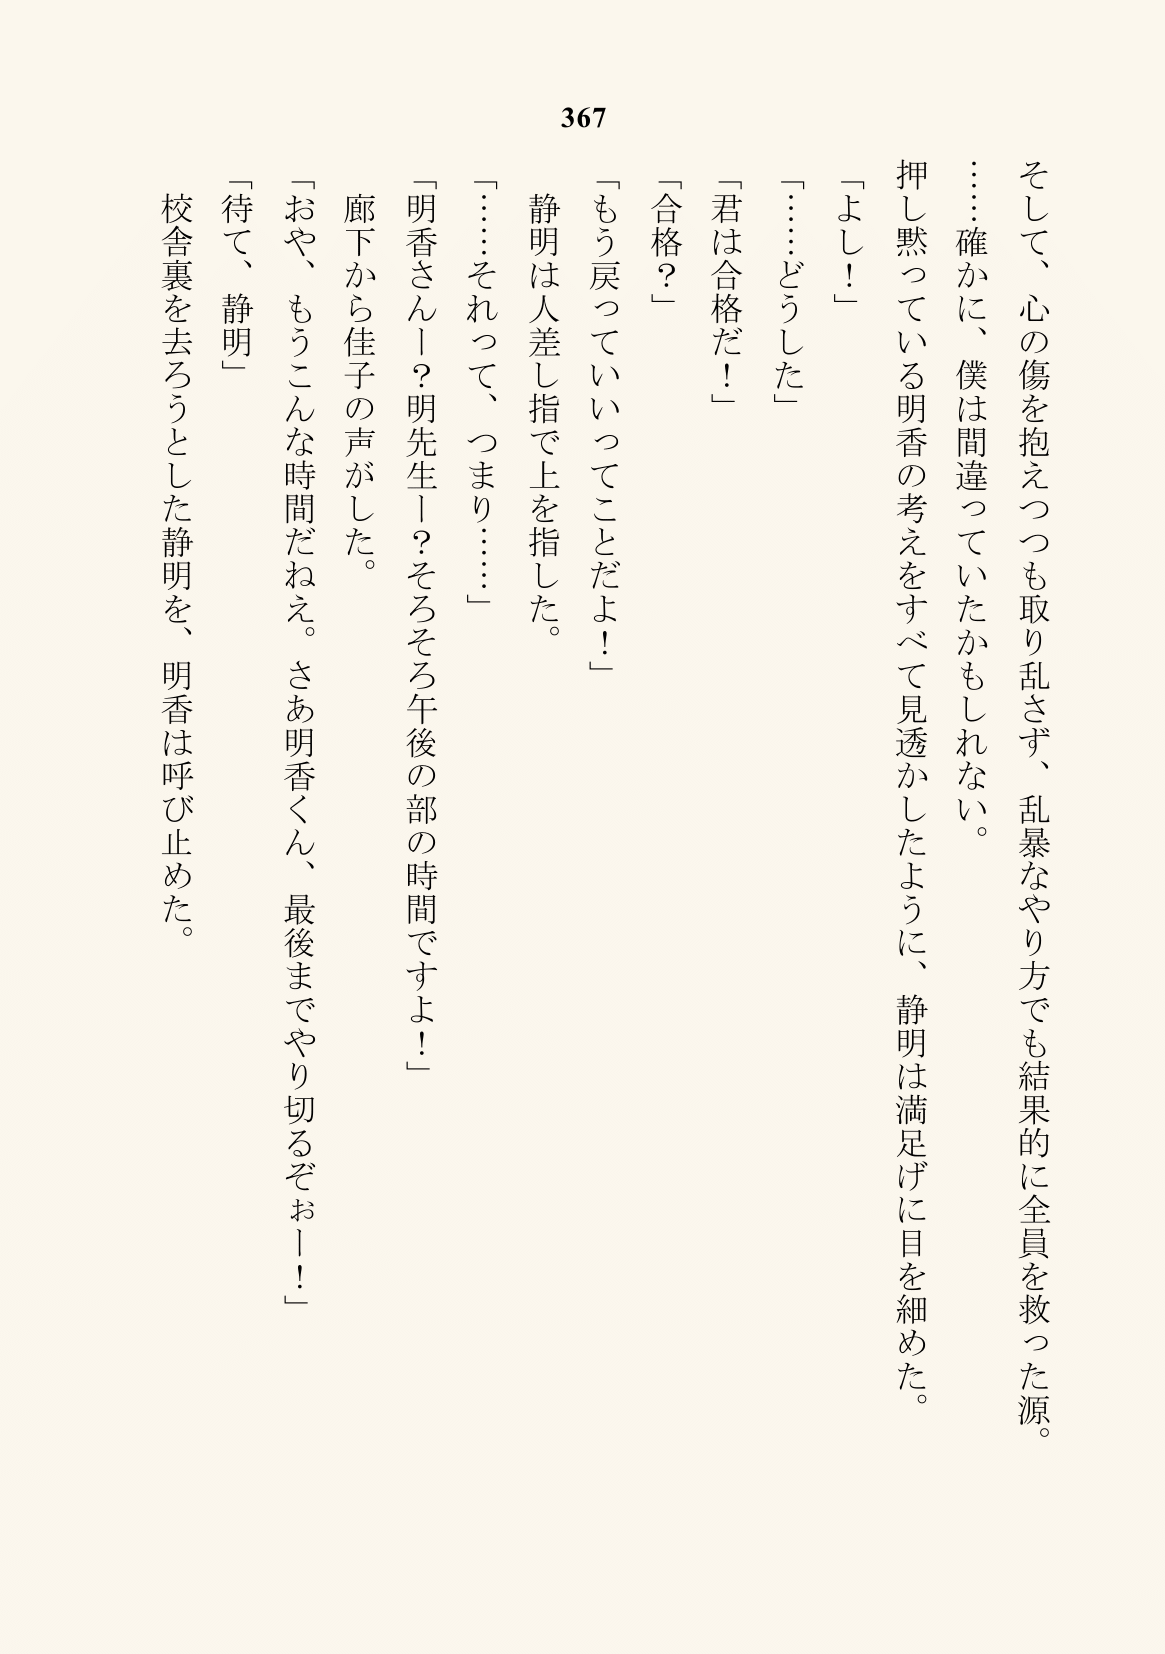 367
そして、心の傷を抱えつつも取り乱さず、乱暴なやり方でも結果的に全員を救った源。
……確かに、僕は間違っていたかもしれない。
押し黙っている明香の考えをすべて見透かしたように、静明は満足げに目を細めた。
「よし！」
「……どうした」
「君は合格だ！」
「合格？」
「もう戻っていいってことだよ！」
　静明は人差し指で上を指した。
「……それって、つまり……」
「明香さんー？明先生ー？そろそろ午後の部の時間ですよ！」
　廊下から佳子の声がした。
「おや、もうこんな時間だねえ。さあ明香くん、最後までやり切るぞぉー！」
「待て、静明」
　校舎裏を去ろうとした静明を、明香は呼び止めた。